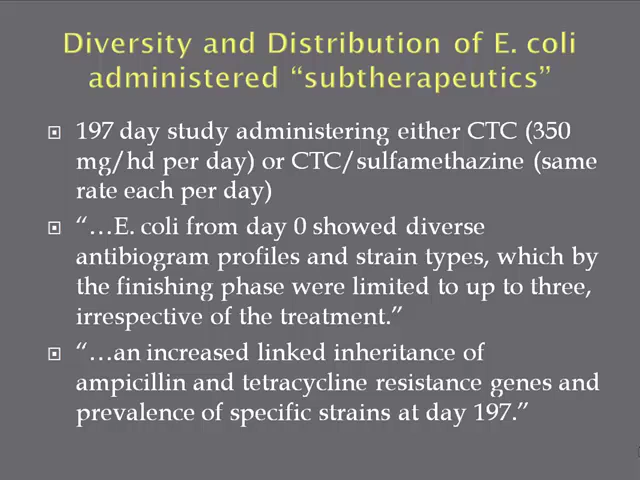 Diversity and Distribution of E. coli
administered “subtherapeutics”
197 day study administering either CTC (350
mg/hd per day) or CTC/sulfamethazine (same
rate each per day)
“…E. coli from day 0 showed diverse
antibiogram profiles and strain types, which by
the finishing phase were limited to up to three,
irrespective of the treatment.”
“…an increased linked inheritance of
ampicillin and tetracycline resistance genes and
prevalence of specific strains at day 197.”